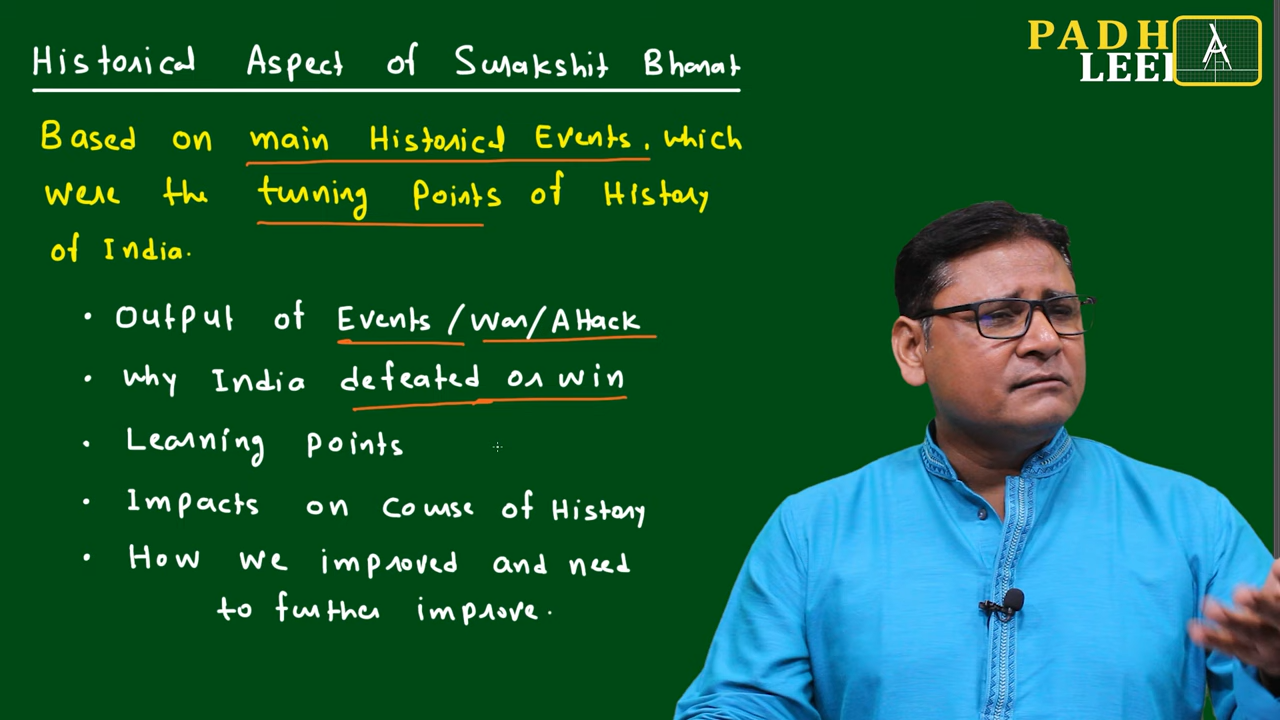 Historical Aspect of Surakshit Bharat
PADH
LEE
Based on main Historical Events. which
were the turning Points of History
of India.
• Output of Events / War / Attack
• why India defeated or win
• Learning points
• Impacts on Course of History
• How we improved and need
to further improve.